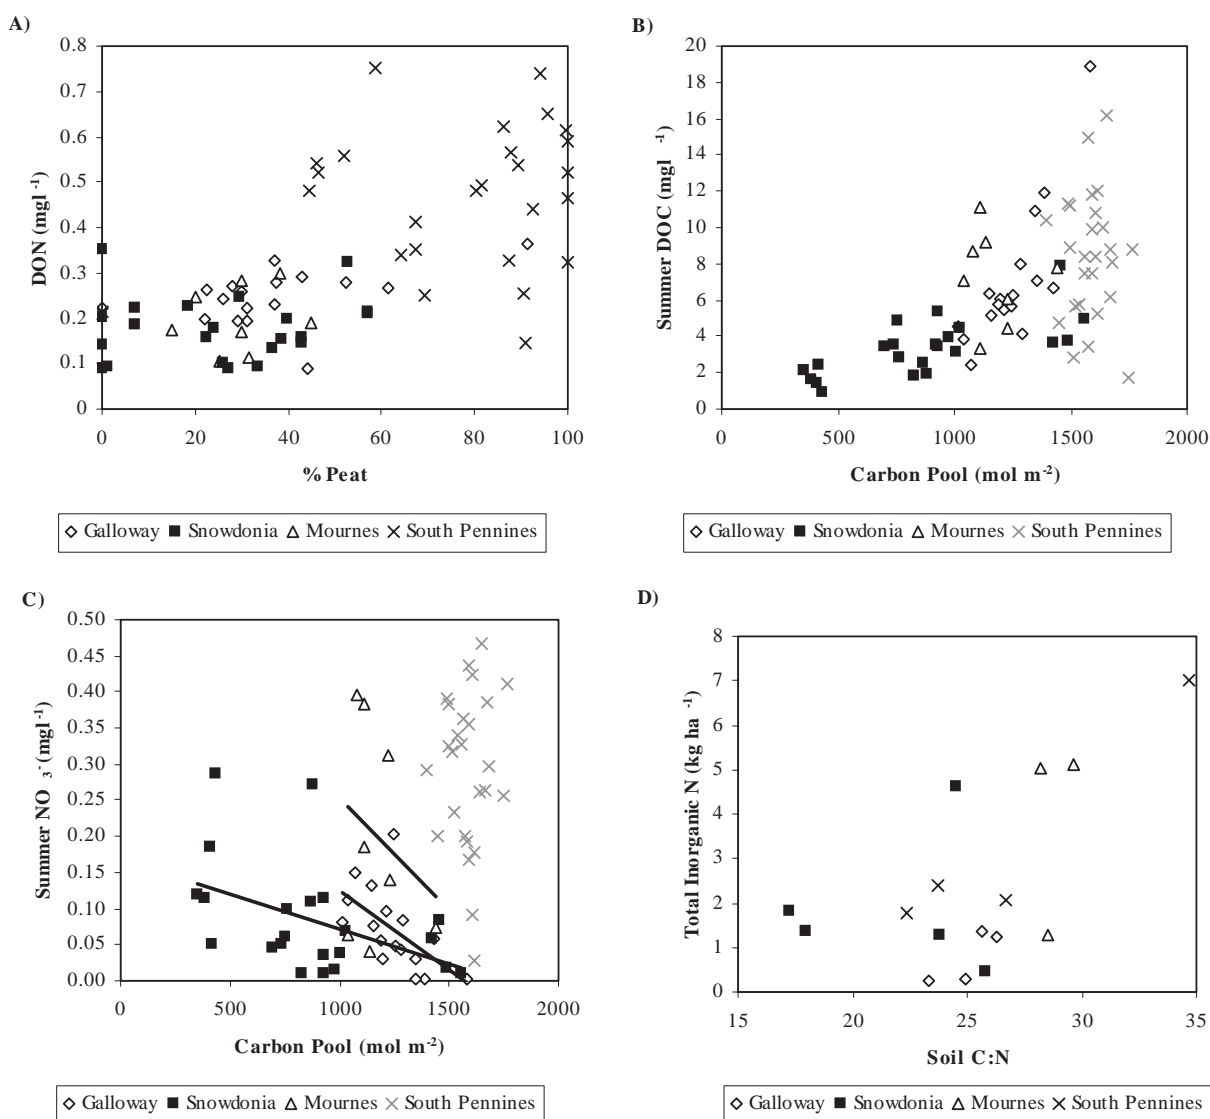 A)
0.8
0.7
0.6
0.5
0.4
0.3
0.2
0.1
0
DON (mgl -1)
0 20 40 60 80 100
% Peat
Galloway Snowdonia Mournes South Pennines
B)
20
18
16
14
12
10
8
6
4
2
0
Summer DOC (mgl -1)
0 500 1000 1500 2000
Carbon Pool (mol m-2)
Galloway Snowdonia Mournes South Pennines
C)
0.50
0.45
0.40
0.35
0.30
0.25
0.20
0.15
0.10
0.05
0.00
Summer NO3- (mgl-1)
0 500 1000 1500 2000
Carbon Pool (mol m-2)
Galloway Snowdonia Mournes South Pennines
D)
8
7
6
5
4
3
2
1
0
Total Inorganic N (kg ha -1)
15 20 25 30 35
Soil C:N
Galloway Snowdonia Mournes South Pennines